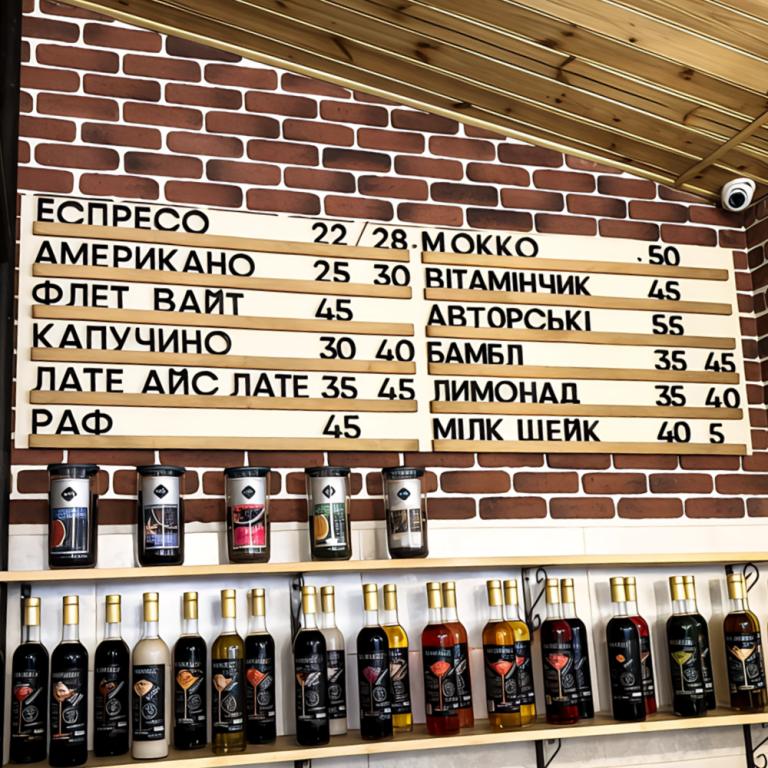 ЕСПРЕСО 22 / 28
АМЕРИКАНО 25 30
ФЛЕТ ВАЙТ 45
КАПУЧИНО 30 40
ЛАТЕ АЙС ЛАТЕ 35 45
РАФ 45
МОККО 50
ВІТАМІНЧИК 45
АВТОРСЬКІ 55
БАМБЛ 35 45
ЛИМОНАД 35 40
МІЛК ШЕЙК 40 5